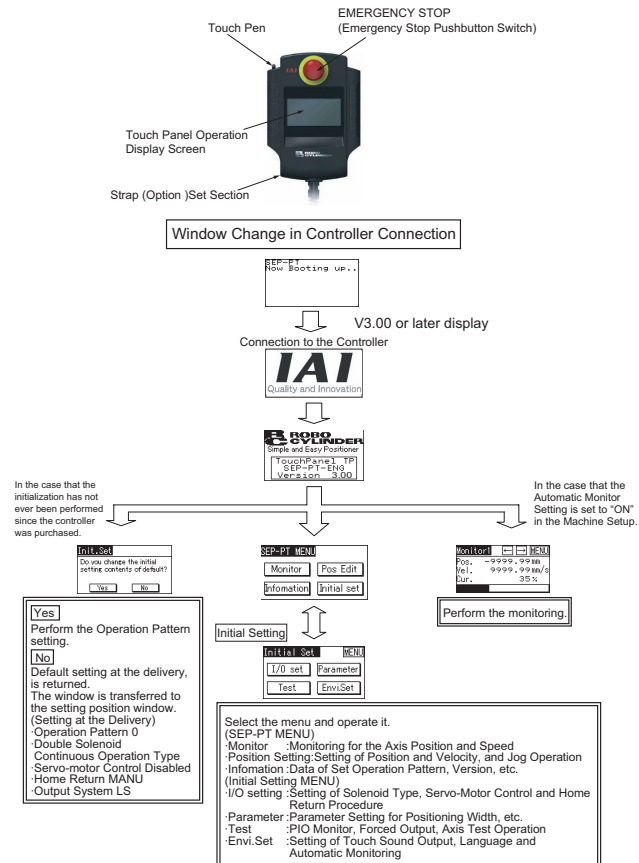 EMERGENCY STOP
(Emergency Stop Pushbutton Switch)
Touch Pen
IAI
Touch Panel Operation
Display Screen
ROBO
CYLINDER
Strap (Option )Set Section
Window Change in Controller Connection
SEP-PT
Now Booting up..
V3.00 or later display
Connection to the Controller
IAI
Quality and Innovation
RC ROBO
CYLINDER
Simple and Easy Positioner
TouchPanel TP
SEP-PT-ENG
Version 3.00
In the case that the
initialization has not
ever been performed
since the controller
was purchased.
In the case that the
Automatic Monitor
Setting is set to “ON”
in the Machine Setup.
Init.Set
Do you change the initial
setting contents of default?
Yes No
SEP-PT MENU
Monitor Pos Edit
Infomation Initial set
Monitor1 ← → MENU
Pos. -9999.99mm
Vel. 9999.99mm/s
Cur. 35%
Perform the monitoring.
Yes
Perform the Operation Pattern
setting.
No
Default setting at the delivery,
is returned.
The window is transferred to
the setting position window.
(Setting at the Delivery)
·Operation Pattern 0
·Double Solenoid
Continuous Operation Type
·Servo-motor Control Disabled
·Home Return MANU
·Output System LS
Initial Setting
Initial Set MENU
I/O set Parameter
Test Envi.Set
Select the menu and operate it.
(SEP-PT MENU)
·Monitor :Monitoring for the Axis Position and Speed
·Position Setting:Setting of Position and Velocity, and Jog Operation
·Infomation :Data of Set Operation Pattern, Version, etc.
(Initial Setting MENU)
·I/O setting :Setting of Solenoid Type, Servo-Motor Control and Home
Return Procedure
·Parameter :Parameter Setting for Positioning Width, etc.
·Test :PIO Monitor, Forced Output, Axis Test Operation
·Envi.Set :Setting of Touch Sound Output, Language and
Automatic Monitoring